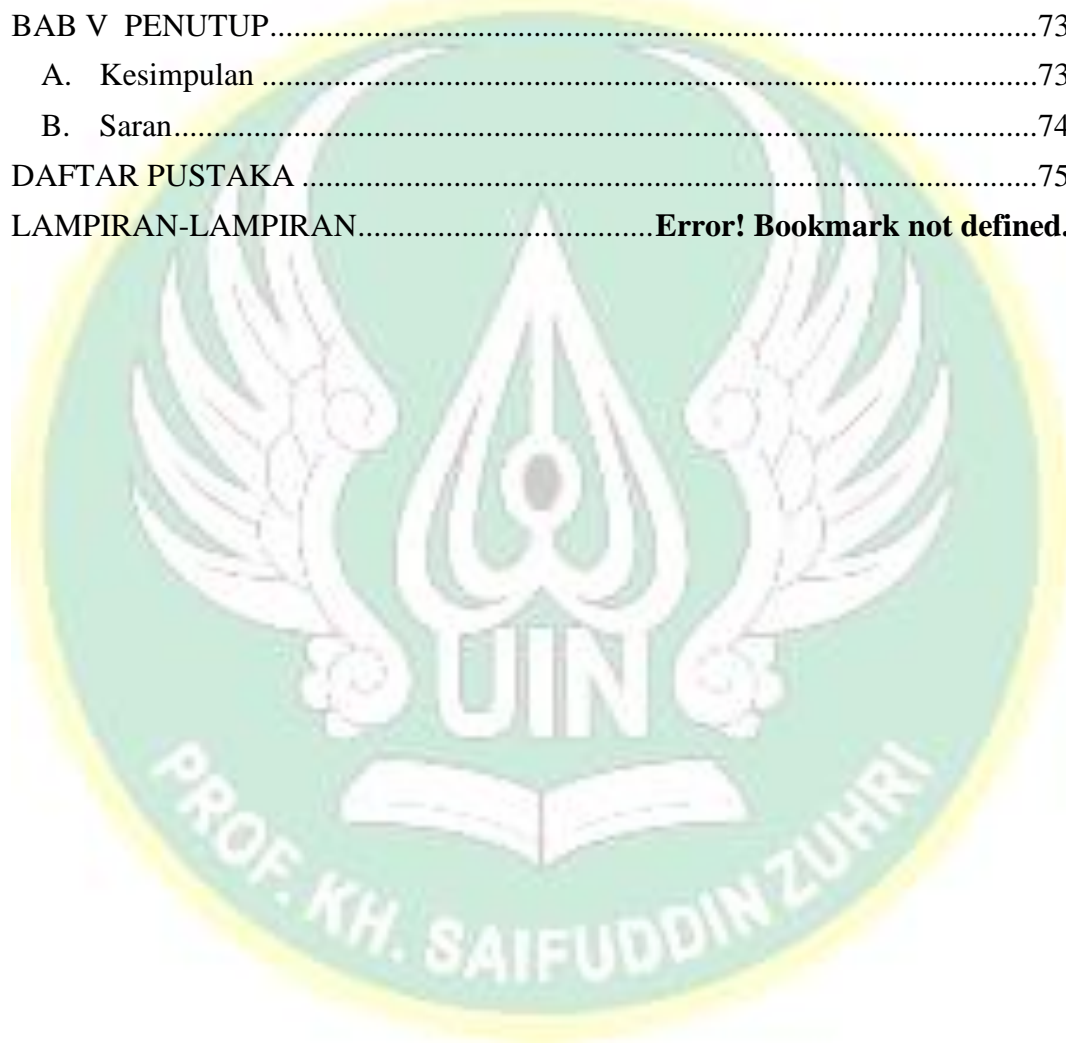 BAB V  PENUTUP..........................................................................................73
A. Kesimpulan ..........................................................................................73
B. Saran..........................................................................................74
DAFTAR PUSTAKA ..........................................................................................75
LAMPIRAN-LAMPIRAN....................................Error! Bookmark not defined.
UIN
PROF. KH. SAIFUDDIN ZUHRI